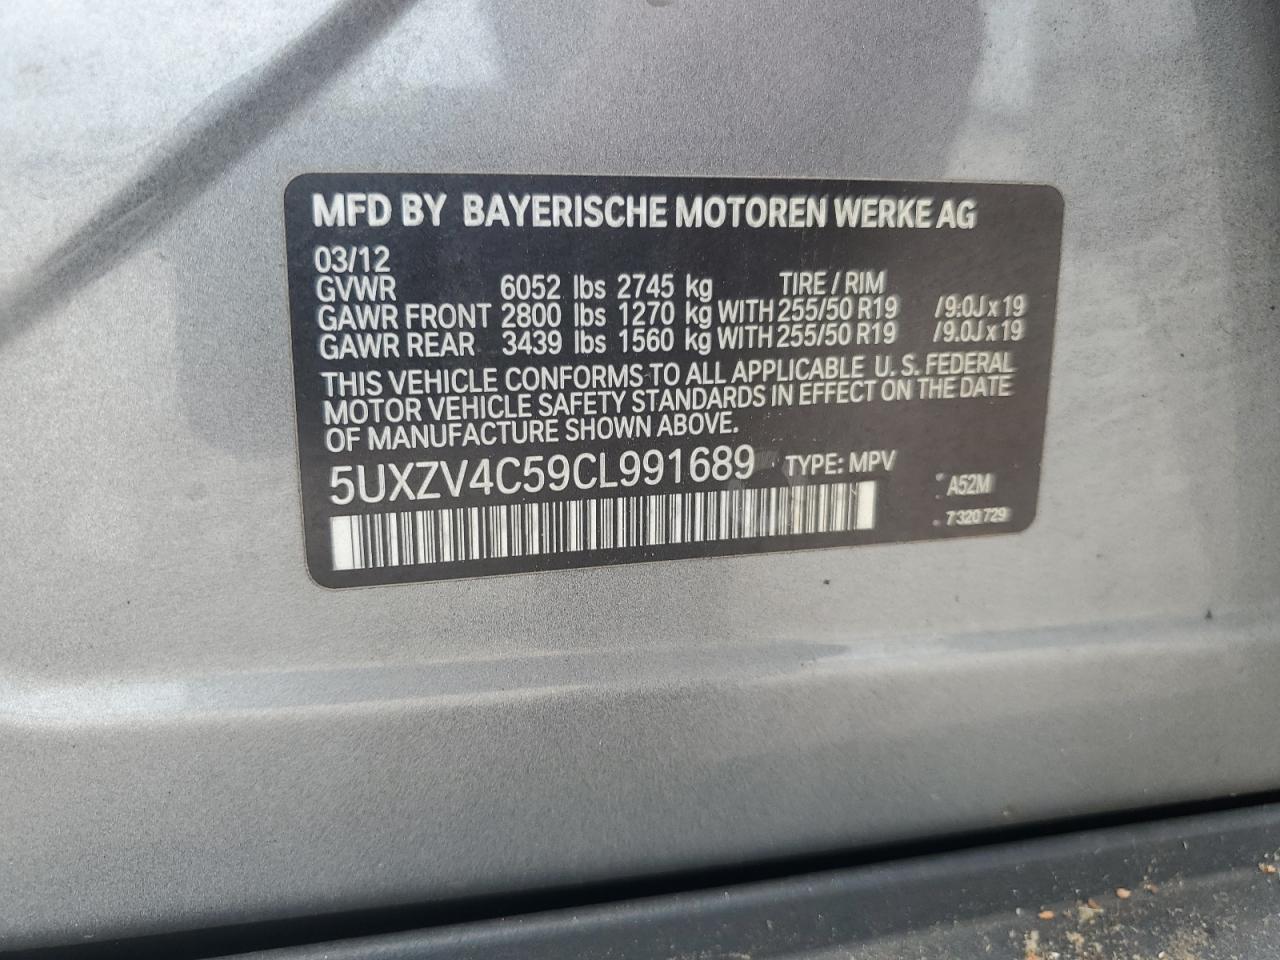 MFD BY BAYERISCHE MOTOREN WERKE AG
03/12
GVWR 6052 lbs 2745 kg TIRE / RIM
GAWR FRONT 2800 lbs 1270 kg WITH 255/50 R19 /9.0J x 19
GAWR REAR 3439 lbs 1560 kg WITH 255/50 R19 /9.0J x 19
THIS VEHICLE CONFORMS TO ALL APPLICABLE U. S. FEDERAL
MOTOR VEHICLE SAFETY STANDARDS IN EFFECT ON THE DATE
OF MANUFACTURE SHOWN ABOVE.
5UXZV4C59CL991689 TYPE: MPV
A52M
7 320 729